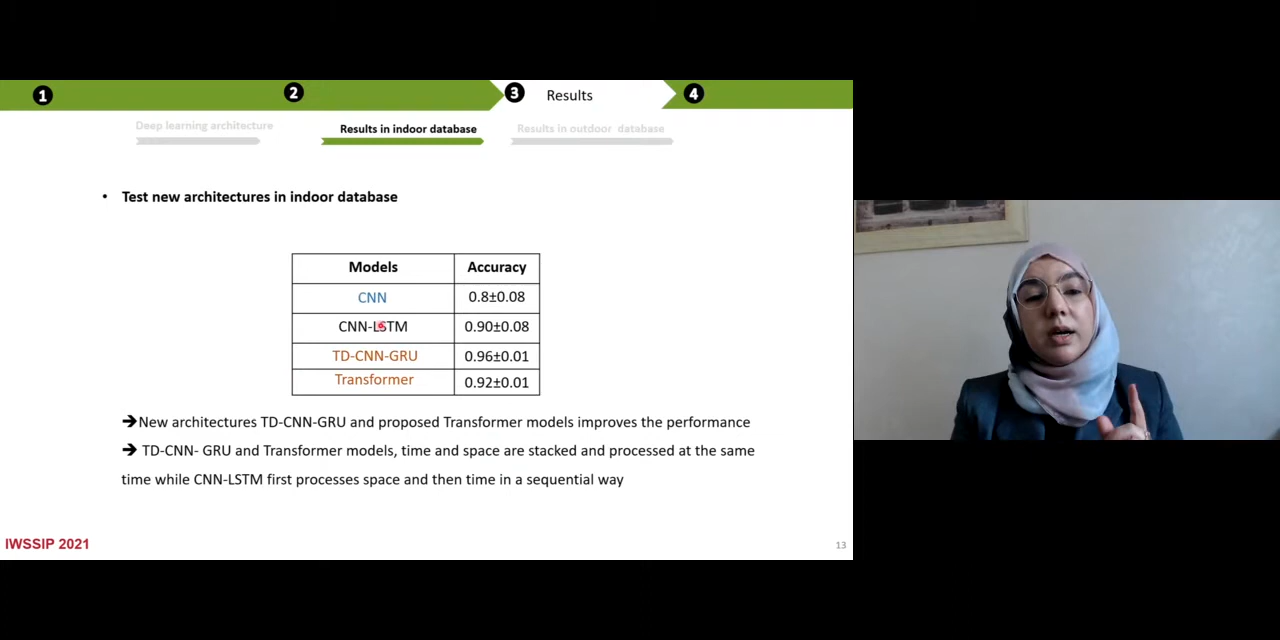 1 2 3 Results 4
Deep learning architecture Results in indoor database Results in outdoor database
• Test new architectures in indoor database
Models Accuracy
CNN 0.8±0.08
CNN-LSTM 0.90±0.08
TD-CNN-GRU 0.96±0.01
Transformer 0.92±0.01
➔New architectures TD-CNN-GRU and proposed Transformer models improves the performance
➔ TD-CNN- GRU and Transformer models, time and space are stacked and processed at the same
time while CNN-LSTM first processes space and then time in a sequential way
IWSSIP 2021 13